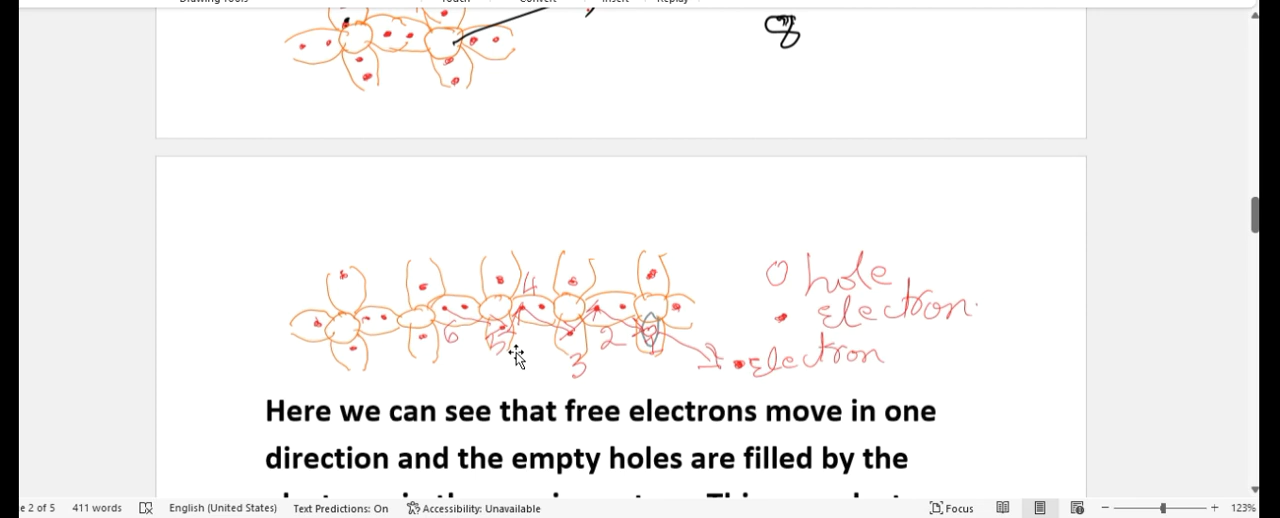 8
O hole
electron.
4
6
5
2
1
3
electron
Here we can see that free electrons move in one
direction and the empty holes are filled by the
e 2 of 5 411 words English (United States) Text Predictions: On Accessibility: Unavailable Focus 123%